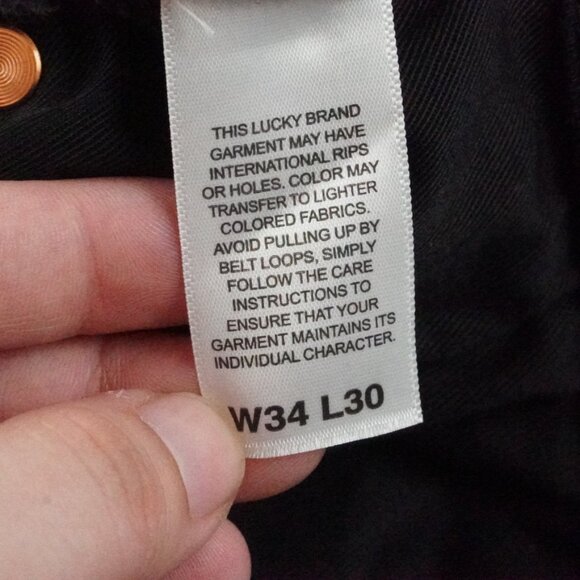 THIS LUCKY BRAND
GARMENT MAY HAVE
INTERNATIONAL RIPS
OR HOLES. COLOR MAY
TRANSFER TO LIGHTER
COLORED FABRICS.
AVOID PULLING UP BY
BELT LOOPS, SIMPLY
FOLLOW THE CARE
INSTRUCTIONS TO
ENSURE THAT YOUR
GARMENT MAINTAINS ITS
INDIVIDUAL CHARACTER.
W34 L30